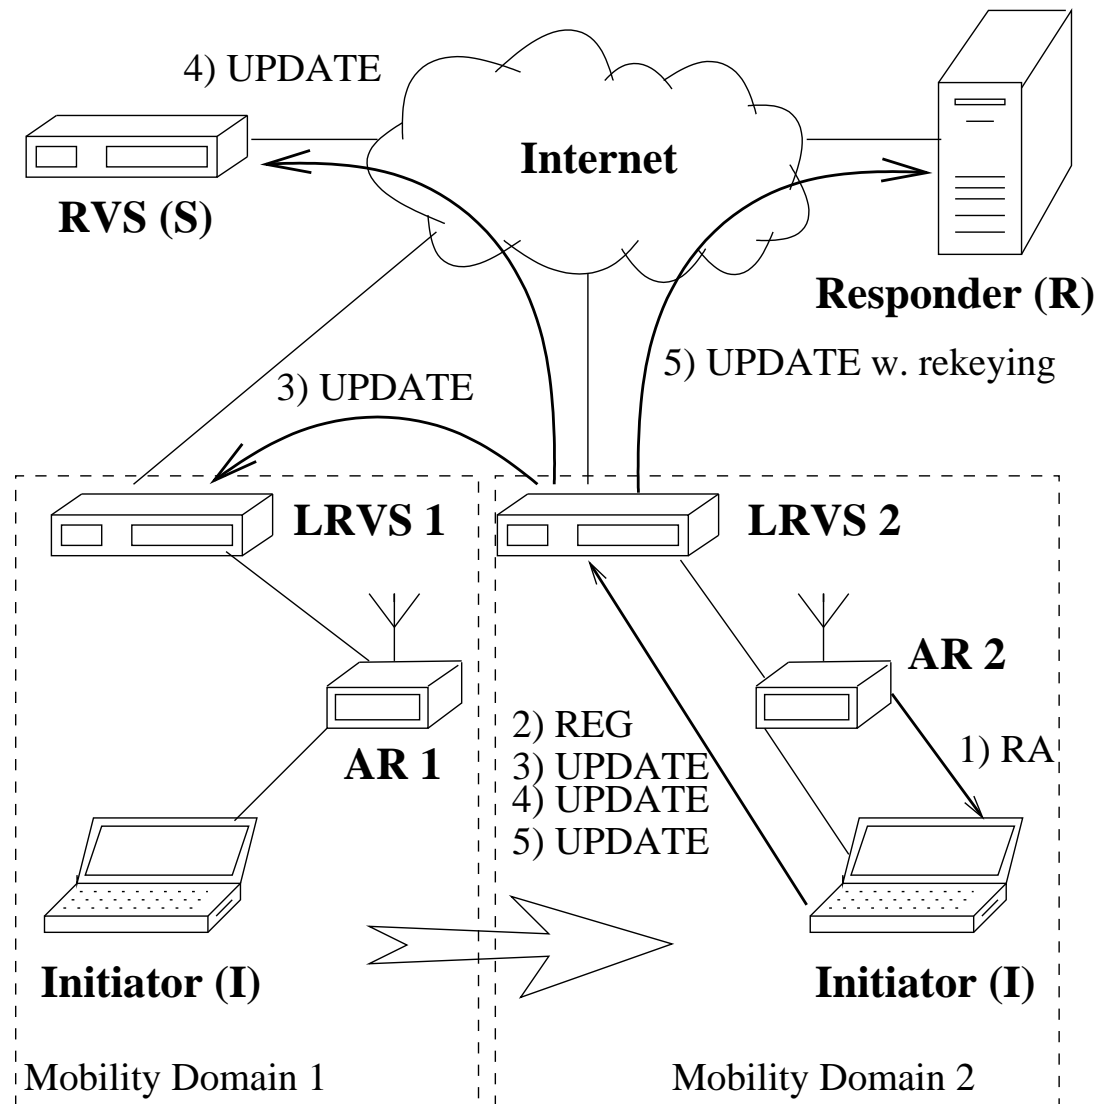 4) UPDATE
Internet
RVS (S)
Responder (R)
5) UPDATE w. rekeying
3) UPDATE
LRVS 1
LRVS 2
AR 2
2) REG
3) UPDATE
4) UPDATE
5) UPDATE
1) RA
AR 1
Initiator (I)
Initiator (I)
Mobility Domain 1
Mobility Domain 2